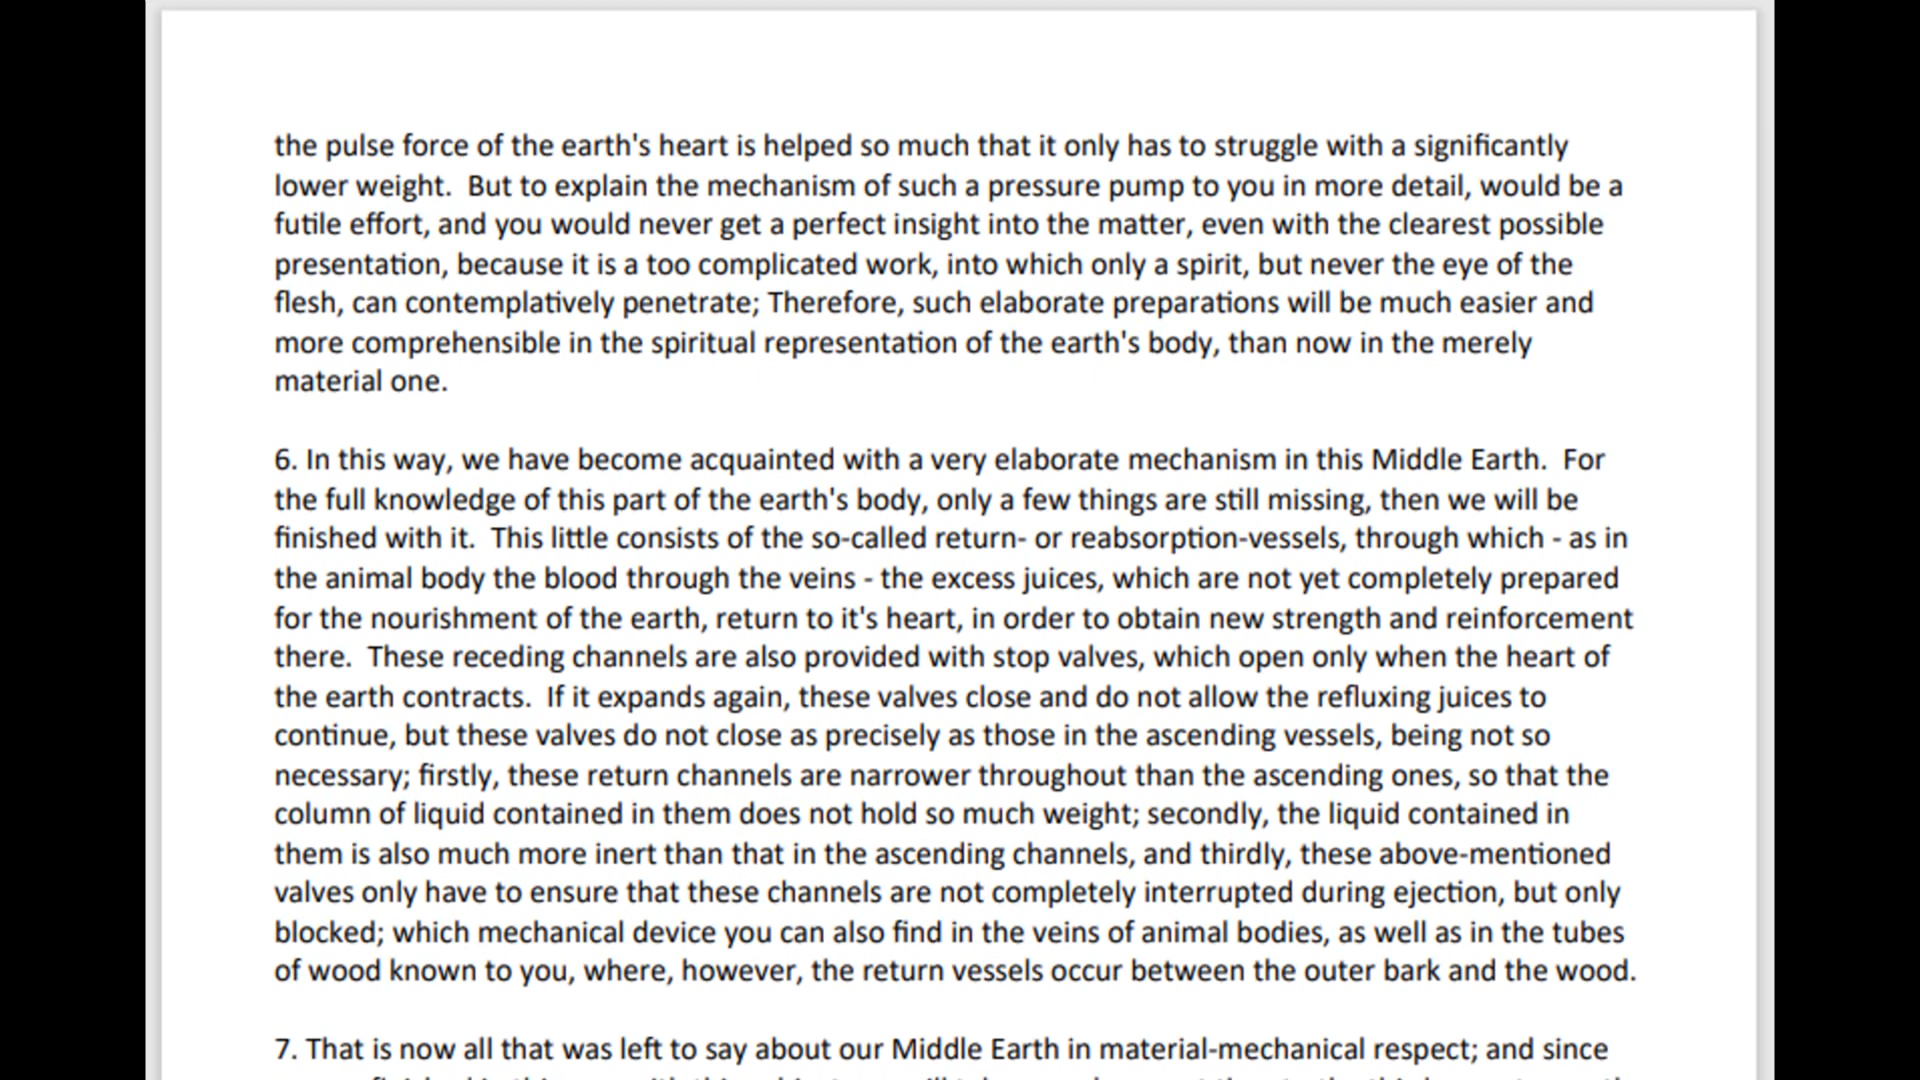 the pulse force of the earth's heart is helped so much that it only has to struggle with a significantly
lower weight.  But to explain the mechanism of such a pressure pump to you in more detail, would be a
futile effort, and you would never get a perfect insight into the matter, even with the clearest possible
presentation, because it is a too complicated work, into which only a spirit, but never the eye of the
flesh, can contemplatively penetrate; Therefore, such elaborate preparations will be much easier and
more comprehensible in the spiritual representation of the earth's body, than now in the merely
material one.
6. In this way, we have become acquainted with a very elaborate mechanism in this Middle Earth.  For
the full knowledge of this part of the earth's body, only a few things are still missing, then we will be
finished with it.  This little consists of the so-called return- or reabsorption-vessels, through which - as in
the animal body the blood through the veins - the excess juices, which are not yet completely prepared
for the nourishment of the earth, return to it's heart, in order to obtain new strength and reinforcement
there.  These receding channels are also provided with stop valves, which open only when the heart of
the earth contracts.  If it expands again, these valves close and do not allow the refluxing juices to
continue, but these valves do not close as precisely as those in the ascending vessels, being not so
necessary; firstly, these return channels are narrower throughout than the ascending ones, so that the
column of liquid contained in them does not hold so much weight; secondly, the liquid contained in
them is also much more inert than that in the ascending channels, and thirdly, these above-mentioned
valves only have to ensure that these channels are not completely interrupted during ejection, but only
blocked; which mechanical device you can also find in the veins of animal bodies, as well as in the tubes
of wood known to you, where, however, the return vessels occur between the outer bark and the wood.
7. That is now all that was left to say about our Middle Earth in material-mechanical respect; and since